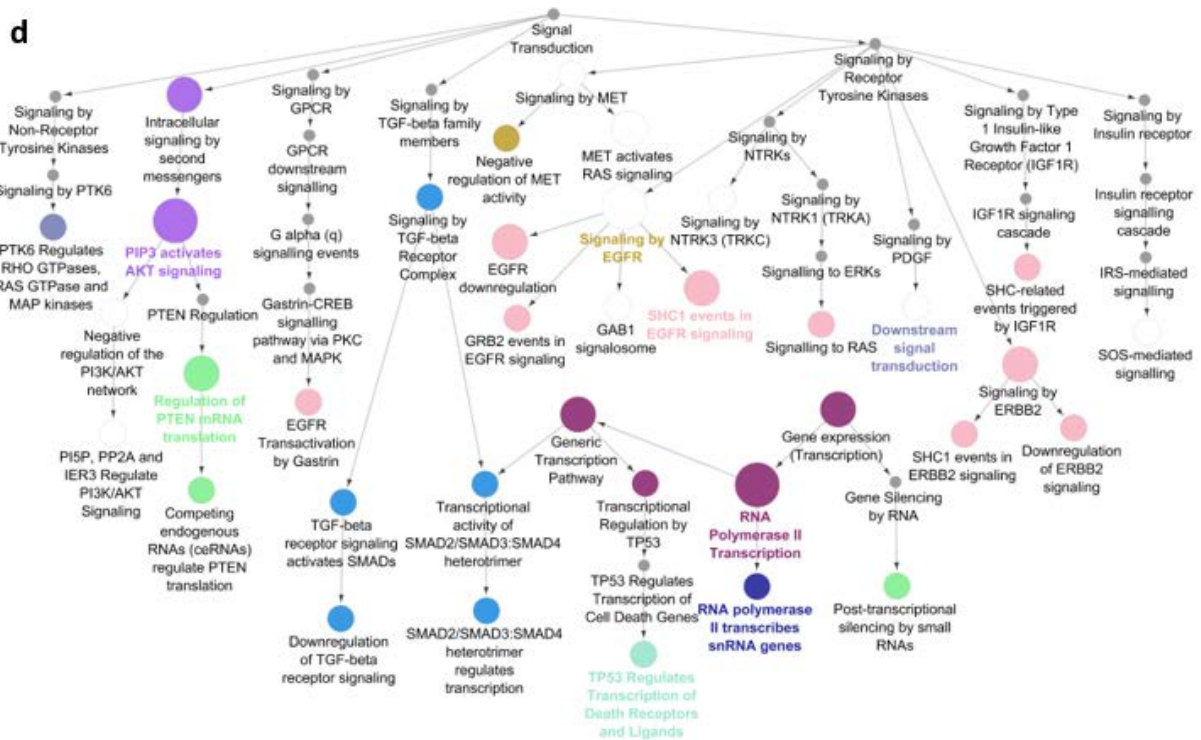 d
Signal
Transduction
Signaling by
Non-Receptor
Tyrosine Kinases
Signaling by PTK6
PTK6 Regulates
RHO GTPases,
RAS GTPase and
MAP kinases
Intracellular
signaling by
second
messengers
PIP3 activates
AKT signaling
Negative
regulation of the
PI3K/AKT
network
PI5P, PP2A and
IER3 Regulate
PI3K/AKT
Signaling
PTEN Regulation
Regulation of
PTEN mRNA
translation
Competing
endogenous
RNAs (ceRNAs)
regulate PTEN
translation
Signaling by
GPCR
GPCR
downstream
signalling
G alpha (q)
signalling events
Gastrin-CREB
signalling
pathway via PKC
and MAPK
EGFR
Transactivation
by Gastrin
Signaling by
TGF-beta family
members
Signaling by
TGF-beta
Receptor
Complex
TGF-beta
receptor signaling
activates SMADs
Downregulation
of TGF-beta
receptor signaling
Transcriptional
activity of
SMAD2/SMAD3:SMAD4
heterotrimer
SMAD2/SMAD3:SMAD4
heterotrimer
regulates
transcription
Signaling by MET
Negative
regulation of MET
activity
MET activates
RAS signaling
Signaling by
Receptor
Tyrosine Kinases
Signaling by
EGFR
EGFR
downregulation
GRB2 events in
EGFR signaling
GAB1
signalosome
SHC1 events in
EGFR signaling
Signaling by
NTRKs
Signaling by
NTRK3 (TRKC)
Signaling by
NTRK1 (TRKA)
Signalling to ERKs
Signalling to RAS
Signaling by
PDGF
Downstream
signal
transduction
Signaling by Type
1 Insulin-like
Growth Factor 1
Receptor (IGF1R)
IGF1R signaling
cascade
SHC-related
events triggered
by IGF1R
Signaling by
ERBB2
SHC1 events in
ERBB2 signaling
Downregulation
of ERBB2
signaling
Signaling by
Insulin receptor
Insulin receptor
signalling
cascade
IRS-mediated
signalling
SOS-mediated
signalling
Generic
Transcription
Pathway
Transcriptional
Regulation by
TP53
TP53 Regulates
Transcription of
Cell Death Genes
TP53 Regulates
Transcription of
Death Receptors
and Ligands
Gene expression
(Transcription)
RNA
Polymerase II
Transcription
RNA polymerase
II transcribes
snRNA genes
Gene Silencing
by RNA
Post-transcriptional
silencing by small
RNAs